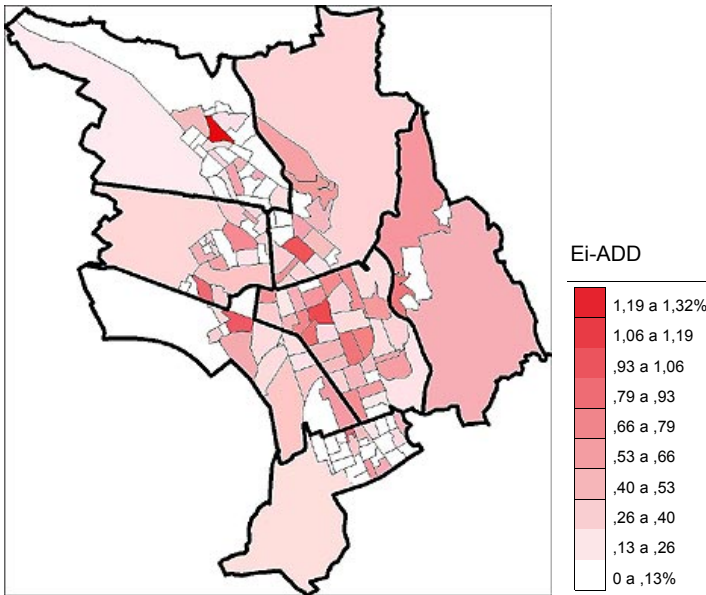 Ei-ADD
1,19 a 1,32%
1,06 a 1,19
,93 a 1,06
,79 a ,93
,66 a ,79
,53 a ,66
,40 a ,53
,26 a ,40
,13 a ,26
0 a ,13%